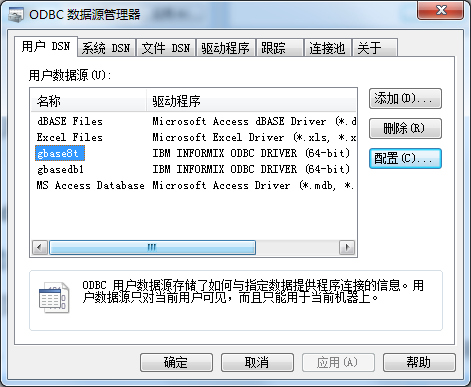 ODBC 数据源管理器
用户 DSN 系统 DSN 文件 DSN 驱动程序 跟踪 连接池 关于
用户数据源(U):
名称 驱动程序
dBASE Files Microsoft Access dBASE Driver (*.d
Excel Files Microsoft Excel Driver (*.xls, *.x
gbase8t IBM INFORMIX ODBC DRIVER (64-bit)
gbasedb1 IBM INFORMIX ODBC DRIVER (64-bit)
MS Access Database Microsoft Access Driver (*.mdb, *.
添加(D)...
删除(R)
配置(C)...
ODBC 用户数据源存储了如何与指定数据提供程序连接的信息。用
户数据源只对当前用户可见，而且只能用于当前机器上。
确定 取消 应用(A) 帮助